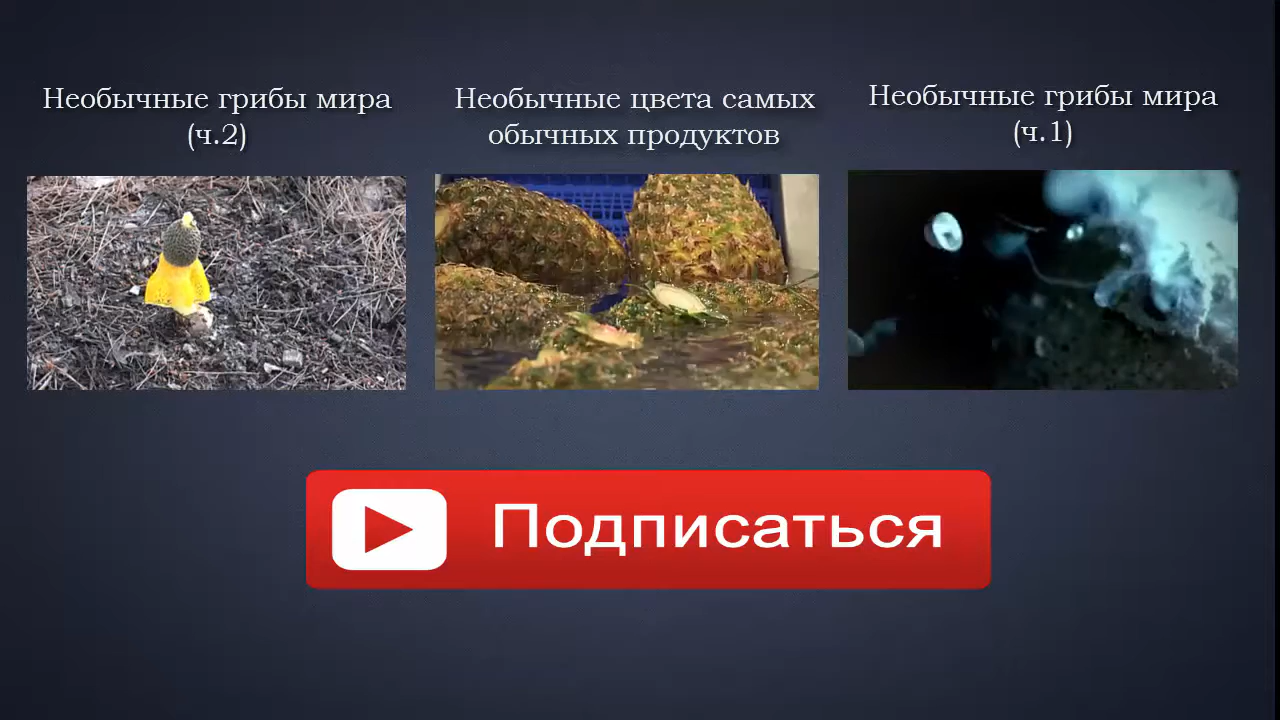 Необычные грибы мира
(ч.2)
Необычные цвета самых
обычных продуктов
Необычные грибы мира
(ч.1)
Подписаться